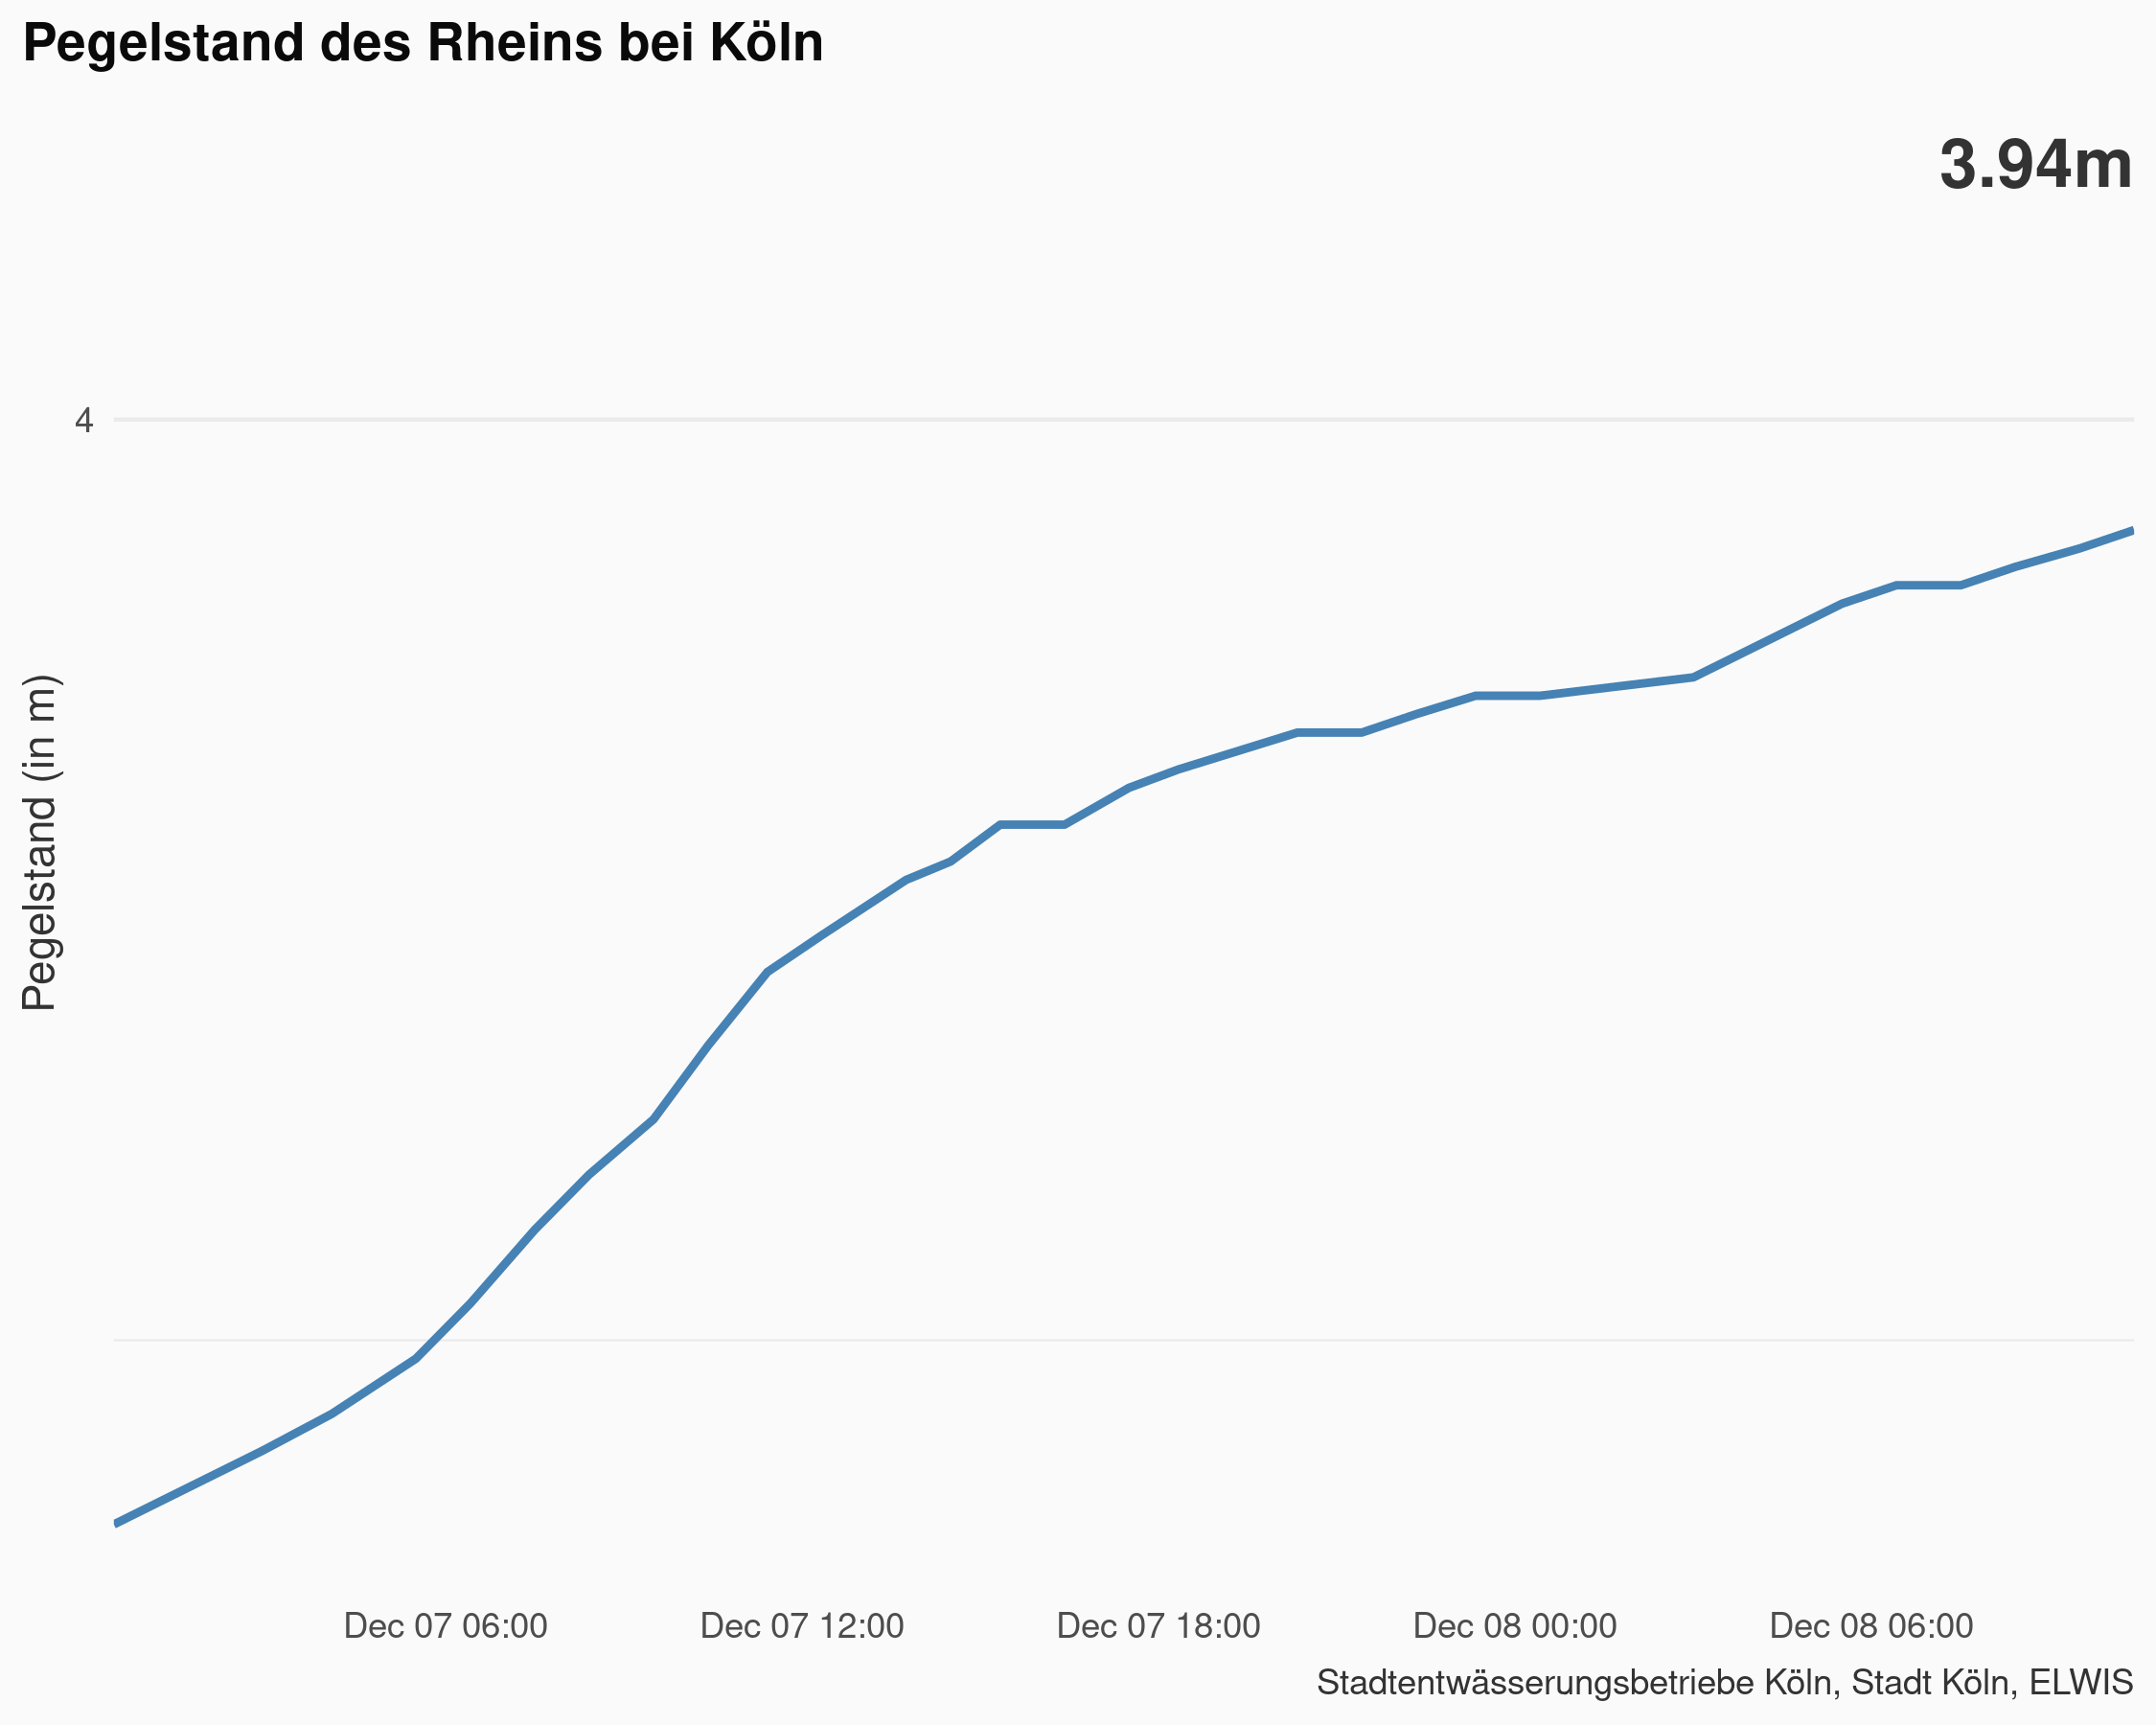 Pegelstand des Rheins bei Köln
3.94m
4
Pegelstand (in m)
Dec 07 06:00
Dec 07 12:00
Dec 07 18:00
Dec 08 00:00
Dec 08 06:00
Stadtentwässerungsbetriebe Köln, Stadt Köln, ELWIS